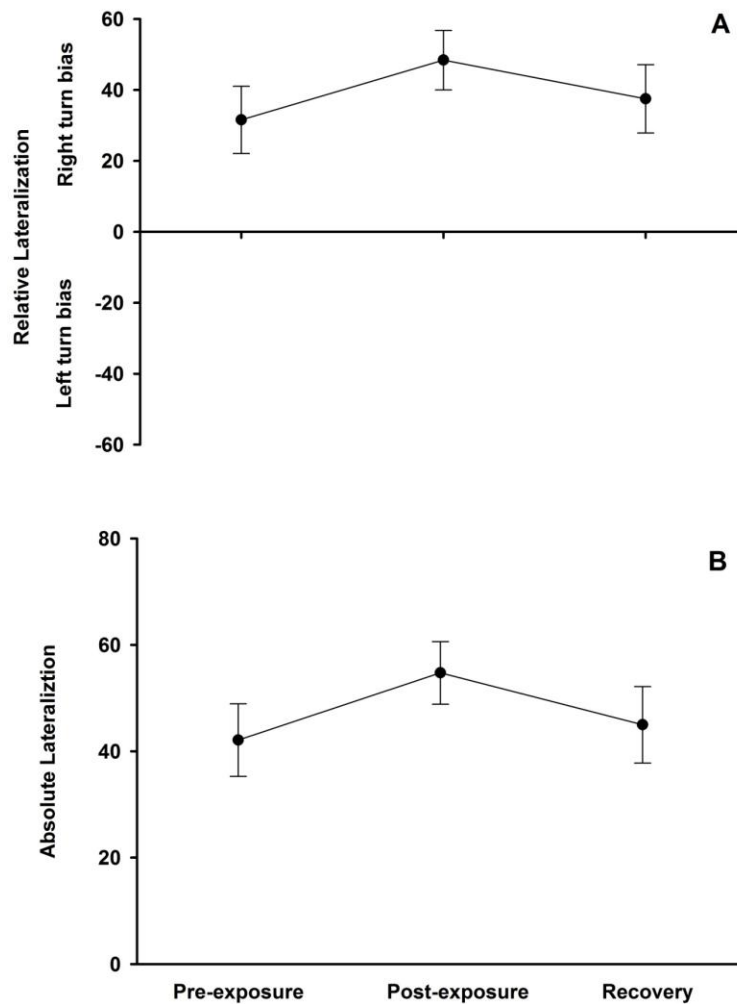 A
60
40
20
0
-20
-40
-60
Relative Lateralization
Right turn bias
Left turn bias
B
80
60
40
20
0
Absolute Lateraliztion
Pre-exposure Post-exposure Recovery